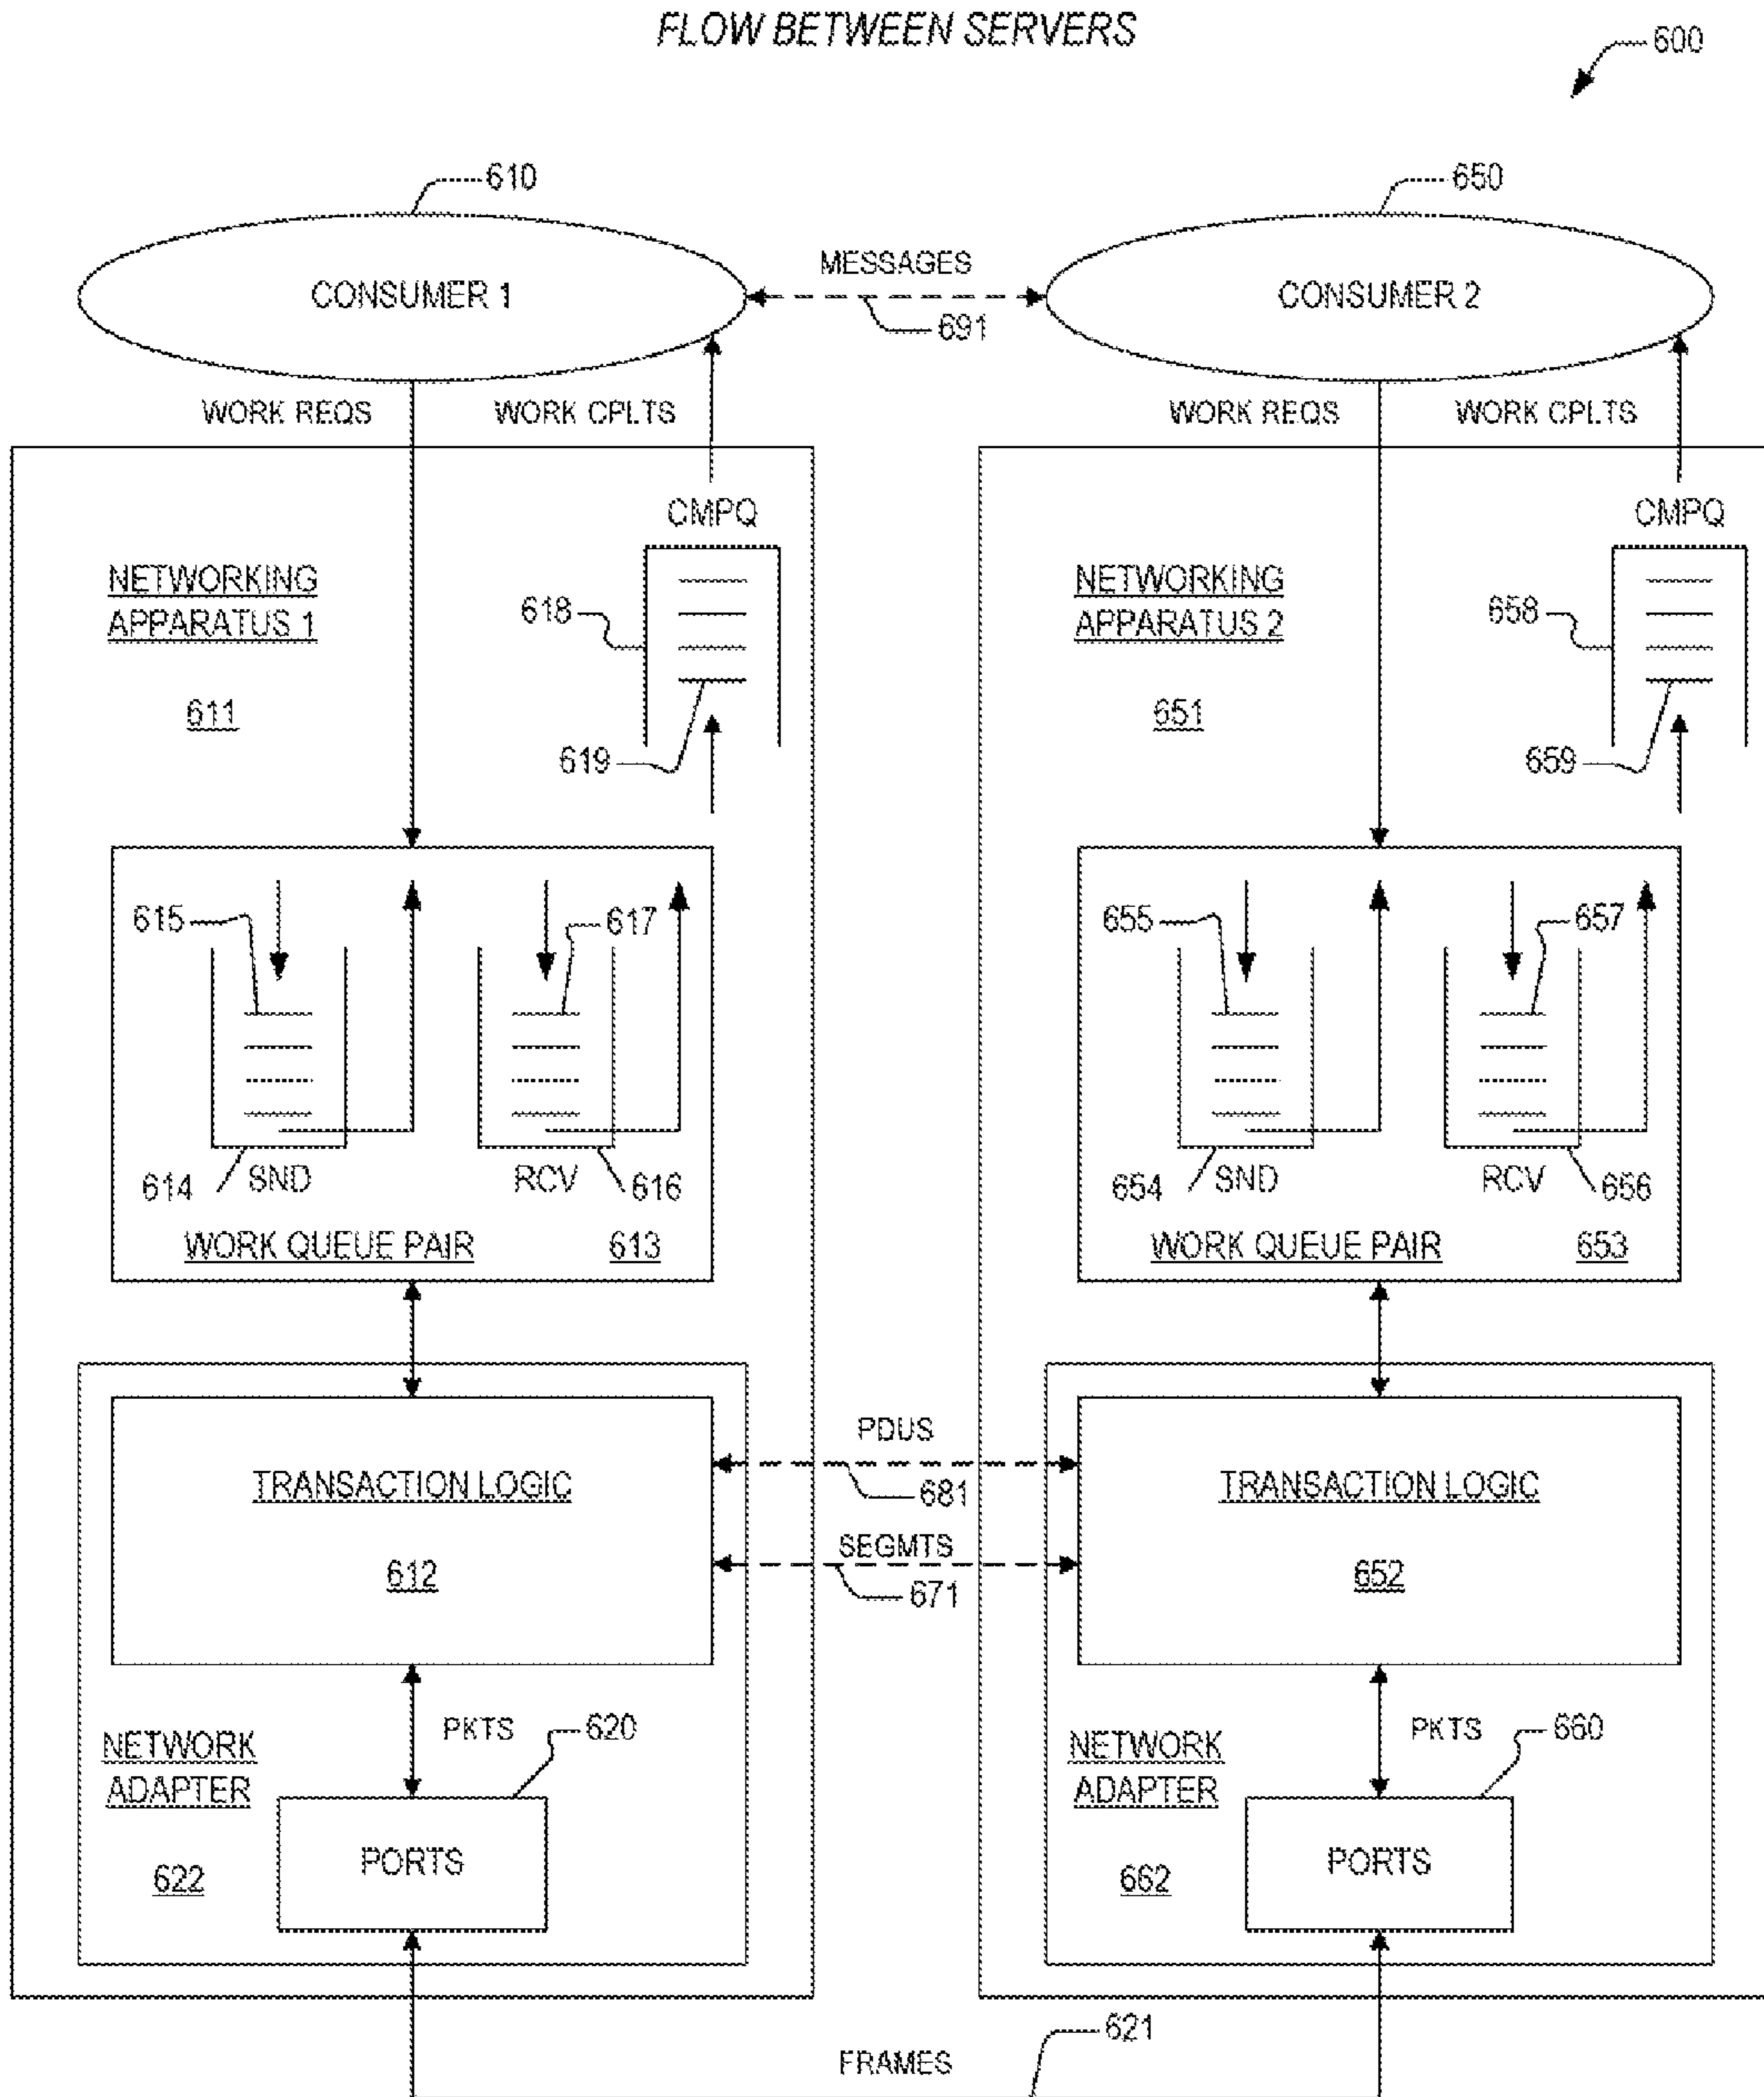 FLOW BETWEEN SERVERS
600
610
650
CONSUMER 1
MESSAGES
691
CONSUMER 2
WORK REQS
WORK CPLTS
WORK REQS
WORK CPLTS
CMPQ
CMPQ
NETWORKING
APPARATUS 1
611
618
619
NETWORKING
APPARATUS 2
651
658
659
615
617
655
657
614
SND
RCV
616
654
SND
RCV
656
WORK QUEUE PAIR
613
WORK QUEUE PAIR
653
PDUS
681
TRANSACTION LOGIC
612
TRANSACTION LOGIC
652
SEGMTS
671
PKTS
620
PKTS
660
NETWORK
ADAPTER
622
PORTS
NETWORK
ADAPTER
662
PORTS
621
FRAMES